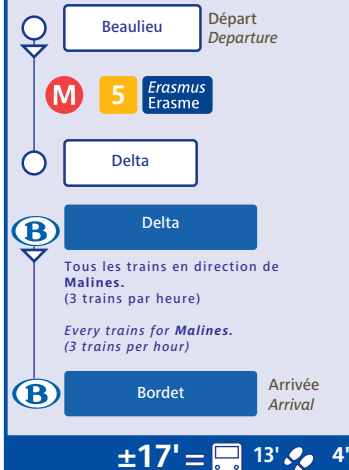 Beaulieu
Départ
Departure
M
5
Erasmus
Erasme
Delta
B
Delta
Tous les trains en direction de
Malines.
(3 trains par heure)
Every trains for Malines.
(3 trains per hour)
B
Bordet
Arrivée
Arrival
±17' = 13' 4'